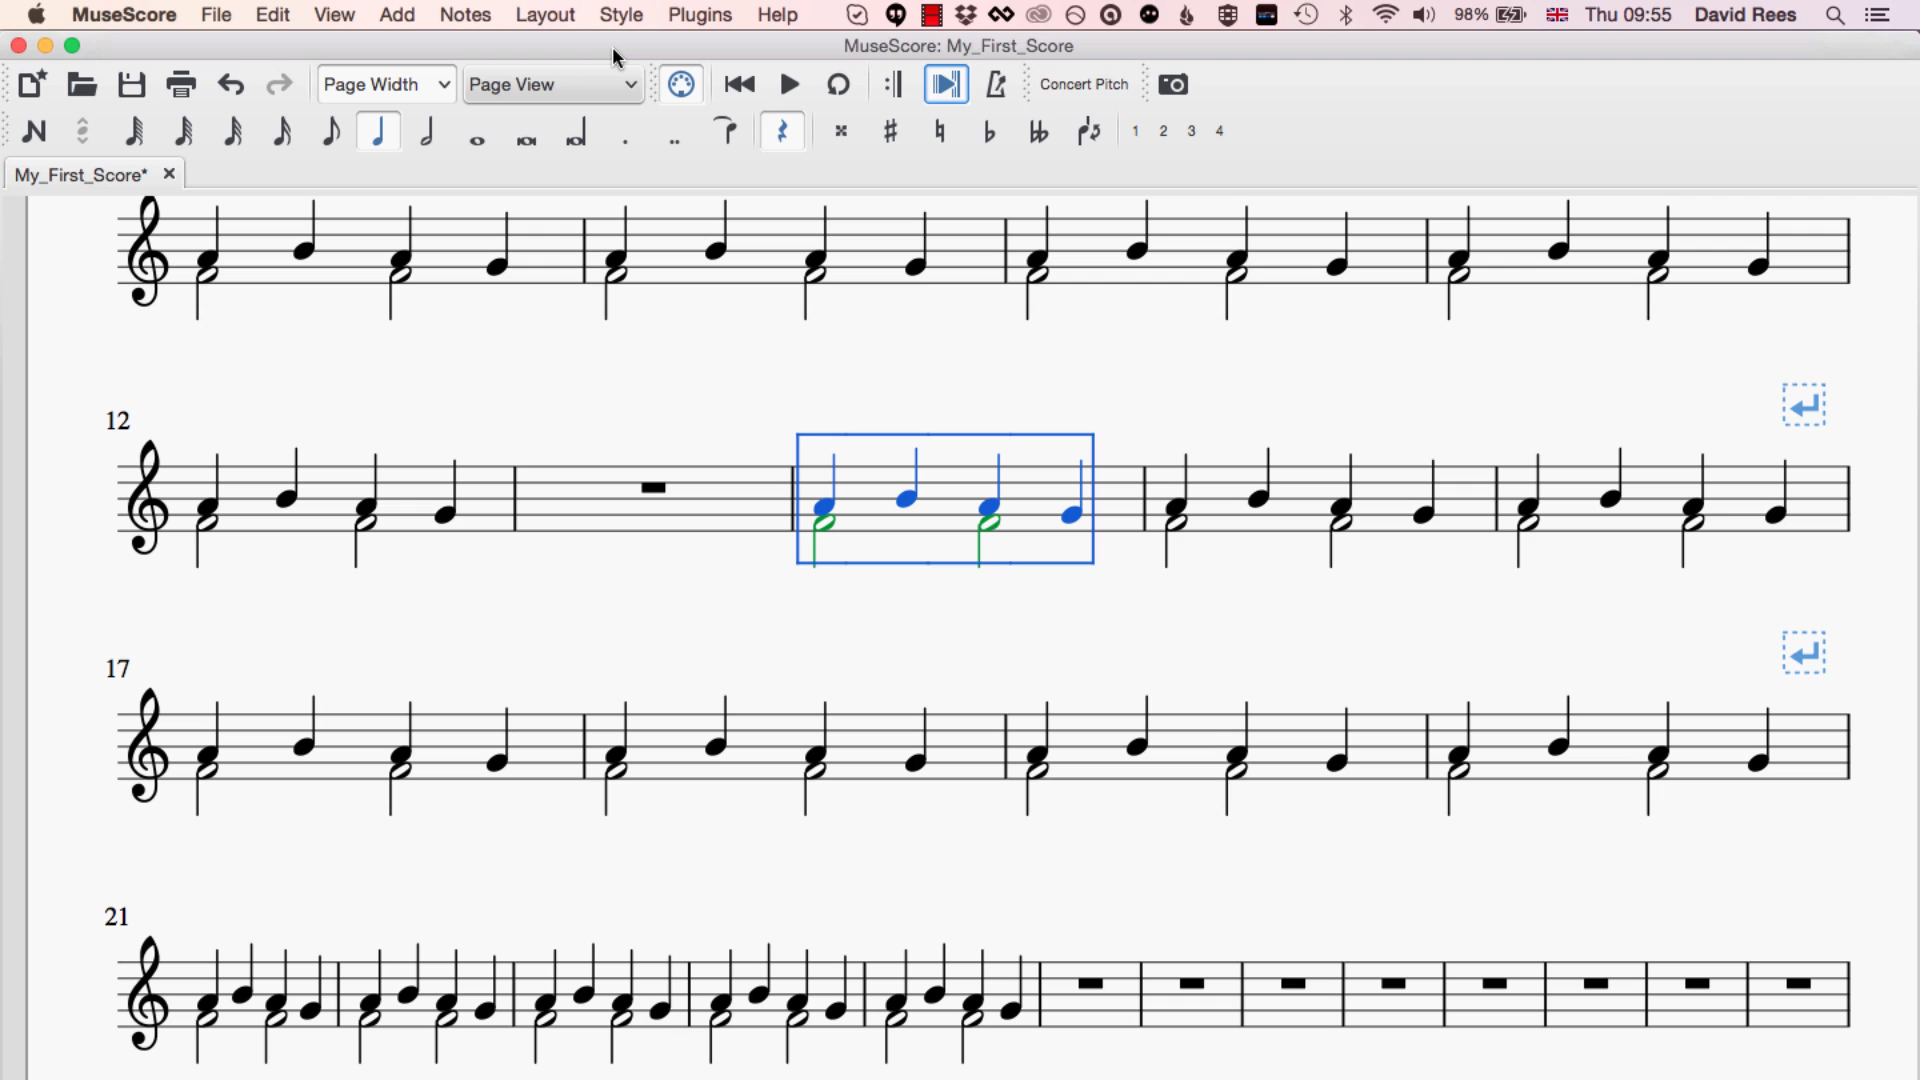 MuseScore File Edit View Add Notes Layout Style Plugins Help 98% Thu 09:55 David Rees
MuseScore: My_First_Score
Page Width Page View Concert Pitch
1 2 3 4
My_First_Score*
12
17
21